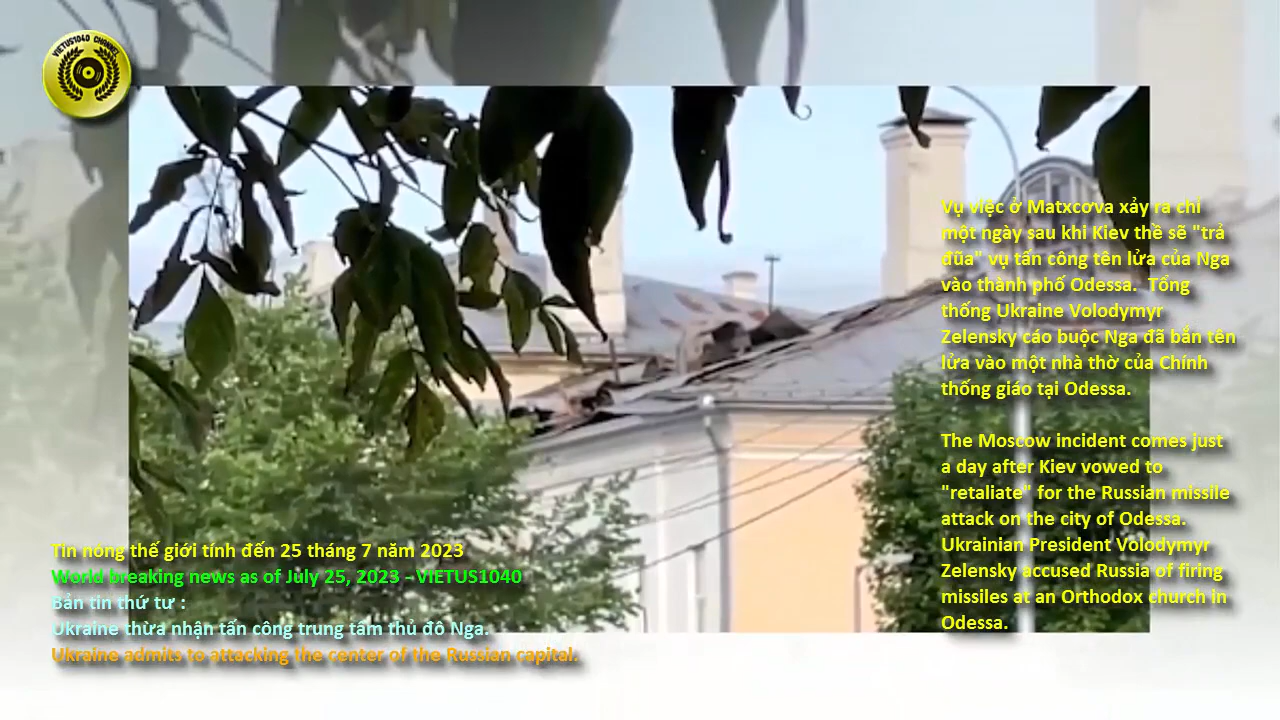 VIETUS1040 CHONNEL
Vụ việc ở Matxcơva xảy ra chỉ
một ngày sau khi Kiev thề sẽ "trả
đũa" vụ tấn công tên lửa của Nga
vào thành phố Odessa. Tổng
thống Ukraine Volodymyr
Zelensky cáo buộc Nga đã bắn tên
lửa vào một nhà thờ của Chính
thống giáo tại Odessa.
The Moscow incident comes just
a day after Kiev vowed to
"retaliate" for the Russian missile
attack on the city of Odessa.
Ukrainian President Volodymyr
Zelensky accused Russia of firing
missiles at an Orthodox church in
Odessa.
Tin nóng thế giới tính đến 25 tháng 7 năm 2023
World breaking news as of July 25, 2023 - VIETUS1040
Bản tin thứ tư :
Ukraine thừa nhận tấn công trung tâm thủ đô Nga.
Ukraine admits to attacking the center of the Russian capital.